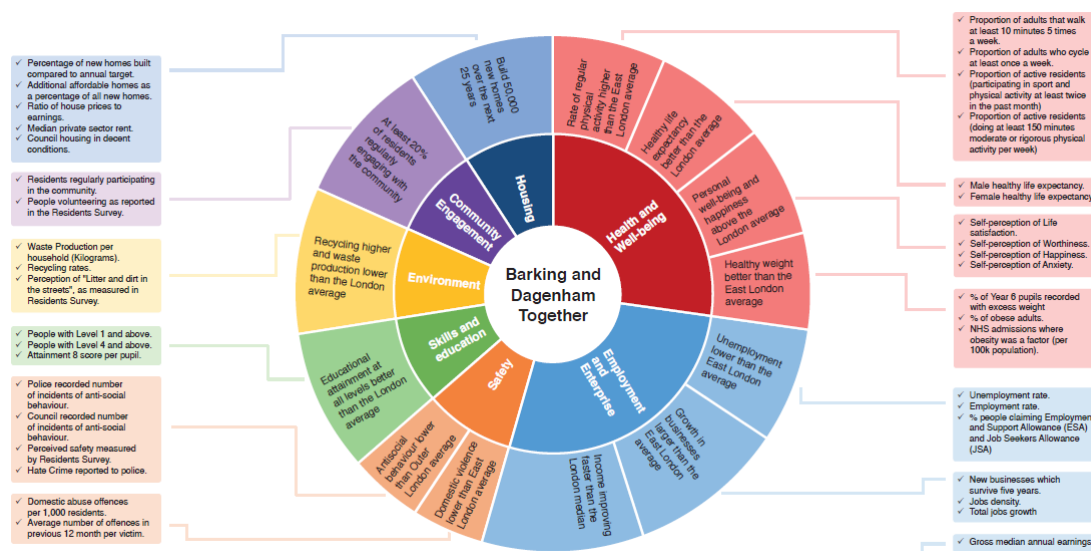 ✓ Percentage of new homes built
compared to annual target.
✓ Additional affordable homes as
a percentage of all new homes.
✓ Ratio of house prices to
earnings.
✓ Median private sector rent.
✓ Council housing in decent
conditions.
✓ Residents regularly participating
in the community.
✓ People volunteering as reported
in the Residents Survey.
✓ Waste Production per
household (Kilograms).
✓ Recycling rates.
✓ Perception of "Litter and dirt in
the streets", as measured in
Residents Survey.
✓ People with Level 1 and above.
✓ People with Level 4 and above.
✓ Attainment 8 score per pupil.
✓ Police recorded number
of incidents of anti-social
behaviour.
✓ Council recorded number
of incidents of anti-social
behaviour.
✓ Perceived safety measured
by Residents Survey.
✓ Hate Crime reported to police.
✓ Domestic abuse offences
per 1,000 residents.
✓ Average number of offences in
previous 12 month per victim.
Build 50,000
new homes
over the next
25 years
At least 20%
of residents
regularly
engaging with
the community
Recycling higher
and waste
production lower
than the London
average
Educational
attainment at
all levels better
than the London
average
Antisocial
behaviour lower
than Outer
London average
Domestic violence
lower than East
London average
Income improving
faster than the
London median
Growth in
businesses
larger than the
East London
average
Unemployment
lower than the
East London
average
Healthy weight
better than the
East London
average
Personal
well-being and
happiness
above the
London average
Healthy life
expectancy
better than the
London average
Rate of regular
physical
activity higher
than the East
London average
Housing
Community
Engagement
Environment
Skills and
education
Safety
Employment
and
Enterprise
Health and
Well-being
Barking and
Dagenham
Together
✓ Proportion of adults that walk
at least 10 minutes 5 times
a week.
✓ Proportion of adults who cycle
at least once a week.
✓ Proportion of active residents
(participating in sport and
physical activity at least twice
in the past month)
✓ Proportion of active residents
(doing at least 150 minutes
moderate or rigorous physical
activity per week)
✓ Male healthy life expectancy.
✓ Female healthy life expectancy
✓ Self-perception of Life
satisfaction.
✓ Self-perception of Worthiness.
✓ Self-perception of Happiness.
✓ Self-perception of Anxiety.
✓ % of Year 6 pupils recorded
with excess weight
✓ % of obese adults.
✓ NHS admissions where
obesity was a factor (per
100k population).
✓ Unemployment rate.
✓ Employment rate.
✓ % people claiming Employmen
and Support Allowance (ESA)
and Job Seekers Allowance
(JSA)
✓ New businesses which
survive five years.
✓ Jobs density.
✓ Total jobs growth
✓ Gross median annual earnings